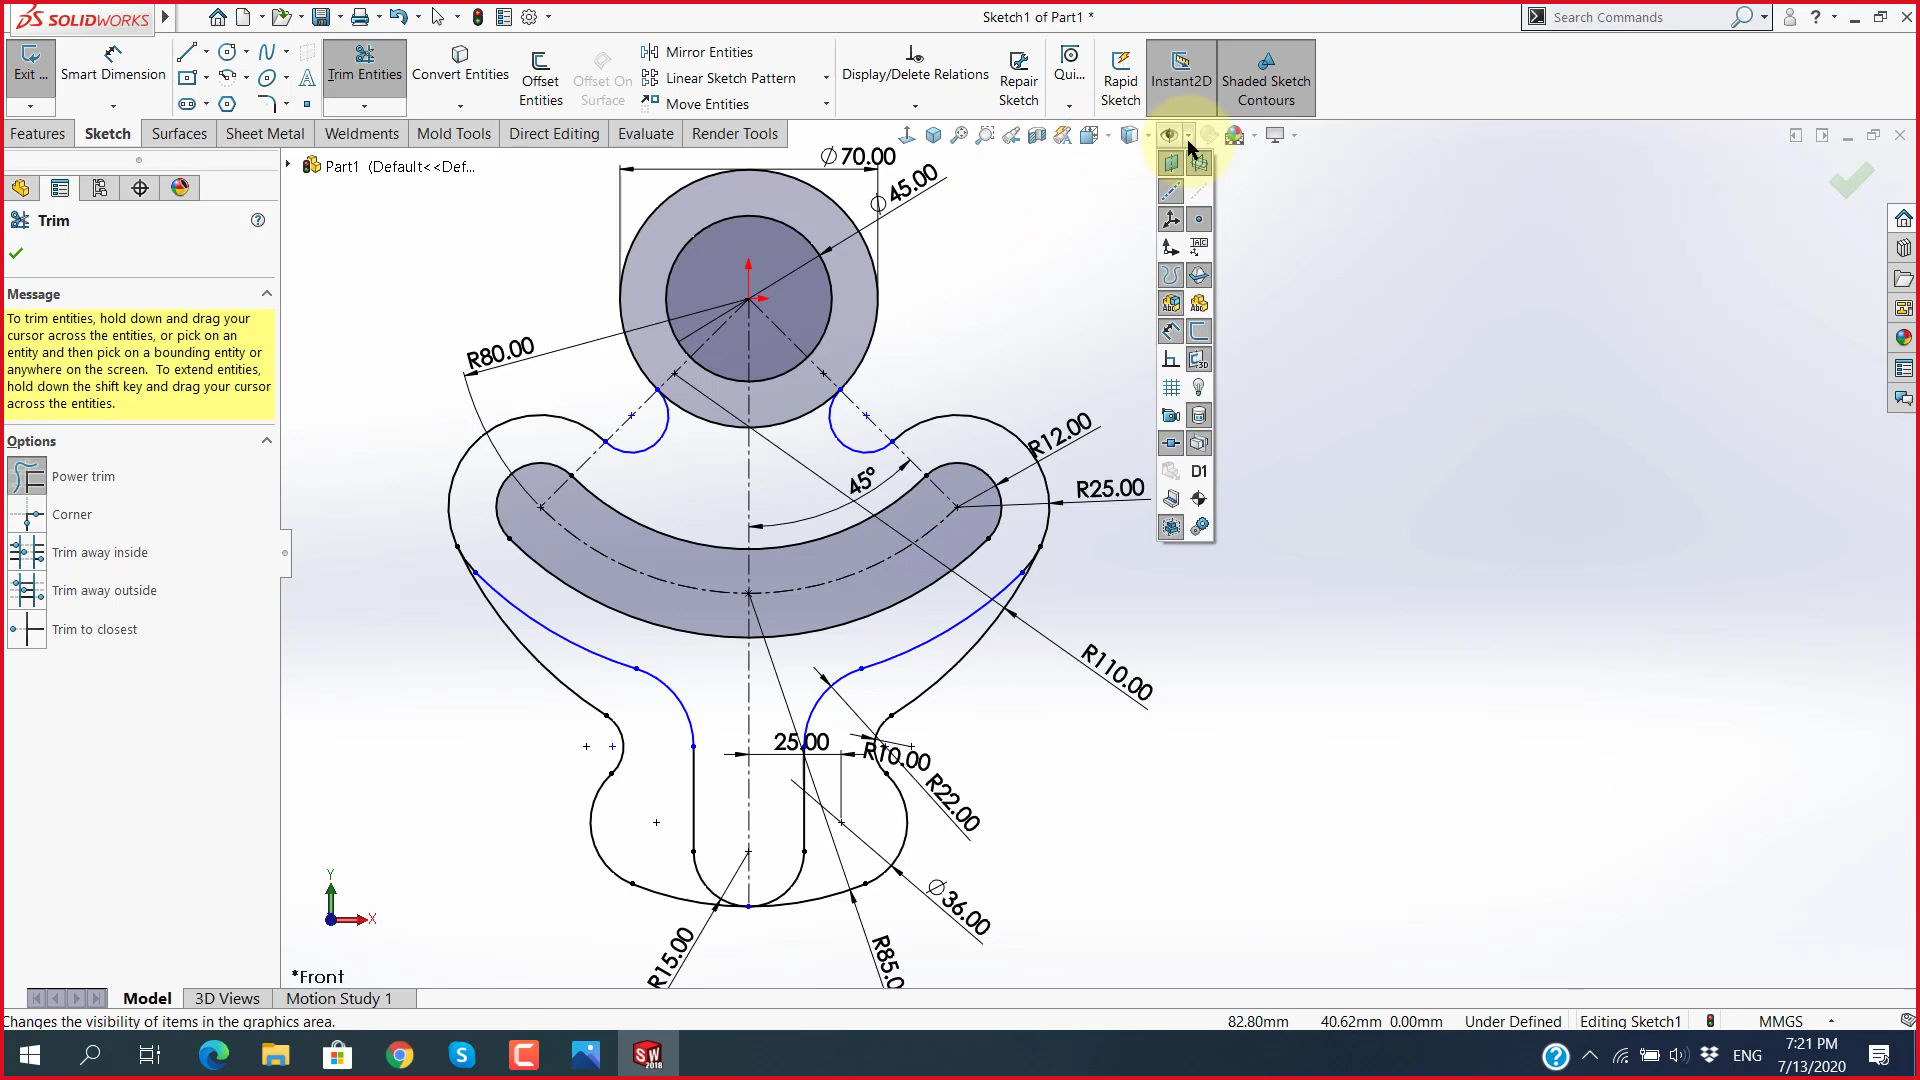 SOLIDWORKS
Sketch1 of Part1 *
Search Commands
Exit ...
Smart Dimension
Trim Entities
Convert Entities
Offset
Entities
Offset On
Surface
Mirror Entities
Linear Sketch Pattern
Move Entities
Display/Delete Relations
Repair
Sketch
Qui...
Rapid
Sketch
Instant2D
Shaded Sketch
Contours
Features
Sketch
Surfaces
Sheet Metal
Weldments
Mold Tools
Direct Editing
Evaluate
Render Tools
Part1 (Default<<Def...
Trim
Message
To trim entities, hold down and drag your
cursor across the entities, or pick on an
entity and then pick on a bounding entity or
anywhere on the screen. To extend entities,
hold down the shift key and drag your cursor
across the entities.
Options
Power trim
Corner
Trim away inside
Trim away outside
Trim to closest
∅70.00
∅45.00
R80.00
R12.00
45°
R25.00
R110.00
25.00
R10.00
R22.00
∅36.00
R15.00
R85.0
D1
Y
X
*Front
Model
3D Views
Motion Study 1
Changes the visibility of items in the graphics area.
82.80mm
40.62mm
0.00mm
Under Defined
Editing Sketch1
MMGS
ENG
7:21 PM
7/13/2020
SW
2018